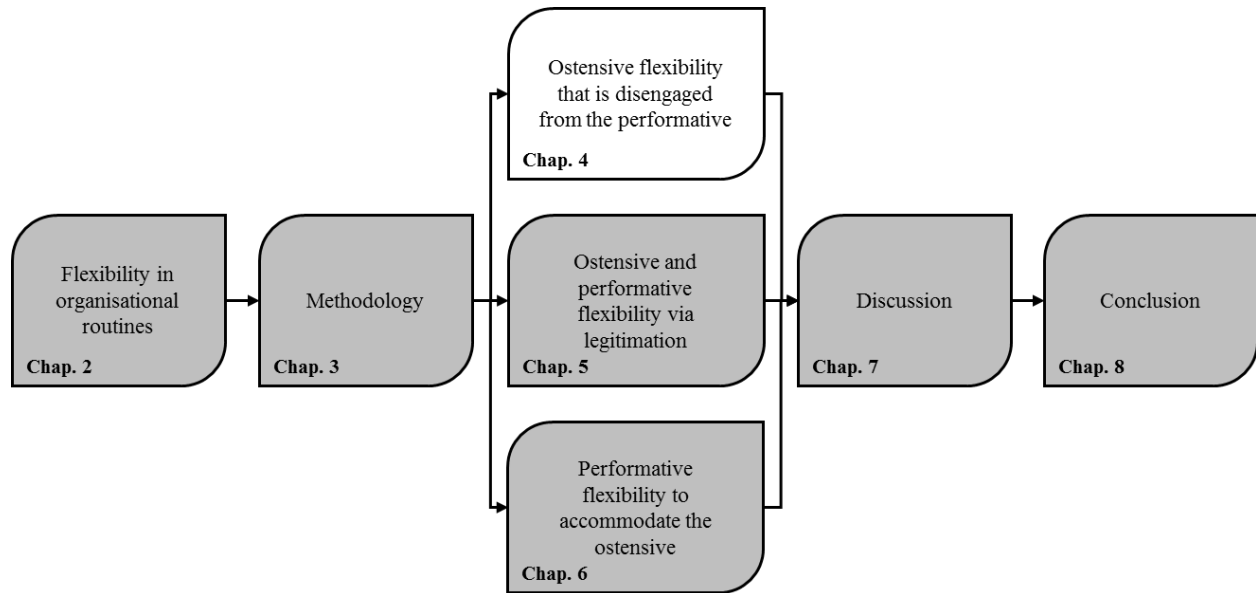 Flexibility in
organisational
routines
Chap. 2
Methodology
Chap. 3
Ostensive flexibility
that is disengaged
from the performative
Chap. 4
Ostensive and
performative
flexibility via
legitimation
Chap. 5
Performative
flexibility to
accommodate the
ostensive
Chap. 6
Discussion
Chap. 7
Conclusion
Chap. 8